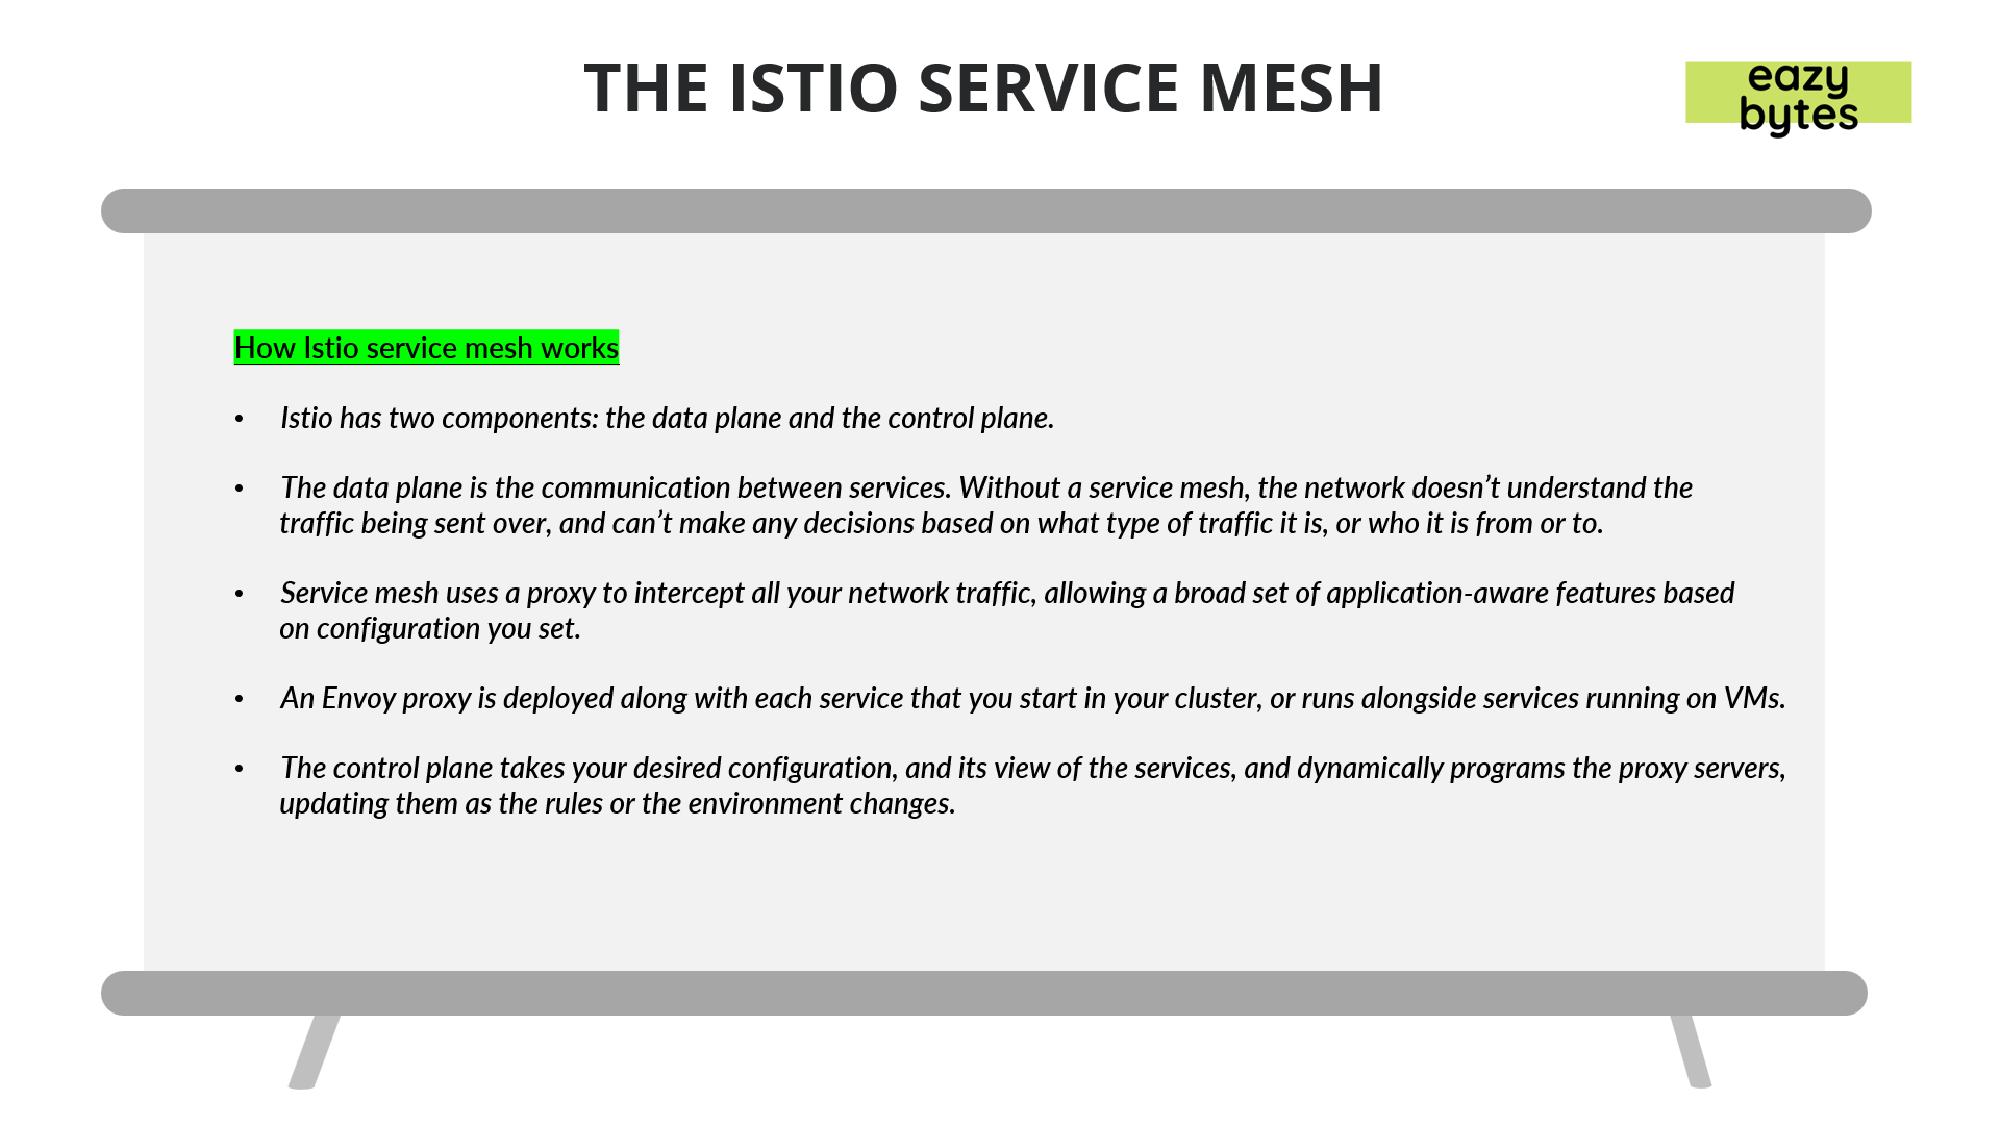 THE ISTIO SERVICE MESH
eazy
bytes
How Istio service mesh works
• Istio has two components: the data plane and the control plane.
• The data plane is the communication between services. Without a service mesh, the network doesn’t understand the
traffic being sent over, and can’t make any decisions based on what type of traffic it is, or who it is from or to.
• Service mesh uses a proxy to intercept all your network traffic, allowing a broad set of application-aware features based
on configuration you set.
• An Envoy proxy is deployed along with each service that you start in your cluster, or runs alongside services running on VMs.
• The control plane takes your desired configuration, and its view of the services, and dynamically programs the proxy servers,
updating them as the rules or the environment changes.